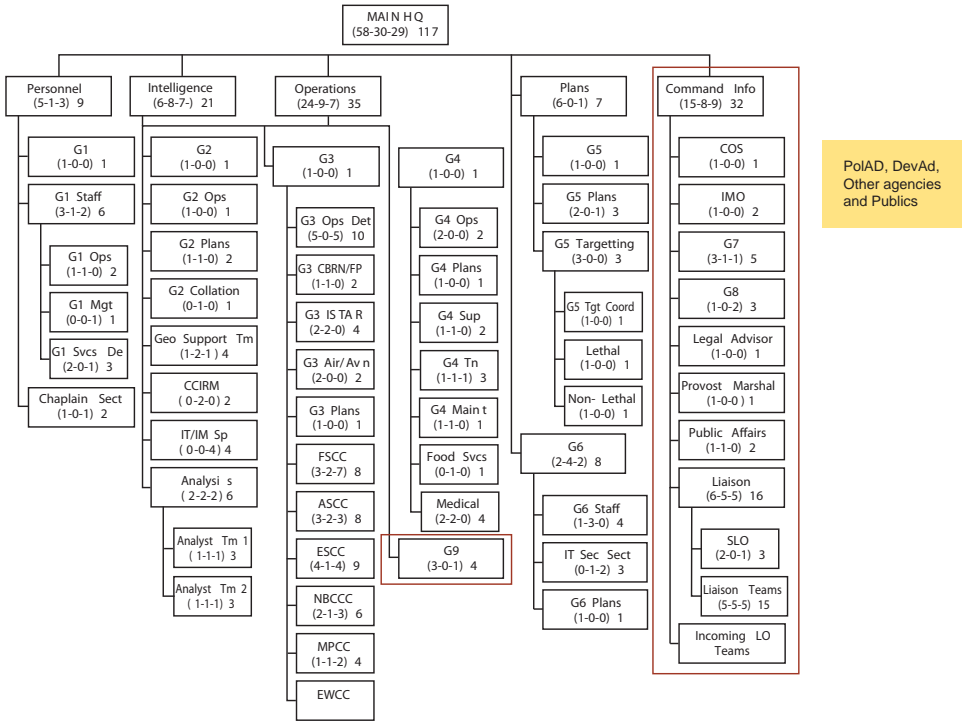 MAIN HQ
(58-30-29) 117
Personnel
(5-1-3) 9
Intelligence
(6-8-7-) 21
Operations
(24-9-7) 35
Plans
(6-0-1) 7
Command Info
(15-8-9) 32
G1
(1-0-0) 1
G1 Staff
(3-1-2) 6
G1 Ops
(1-1-0) 2
G1 Mgt
(0-0-1) 1
G1 Svcs De
(2-0-1) 3
Chaplain Sect
(1-0-1) 2
G2
(1-0-0) 1
G2 Ops
(1-0-0) 1
G2 Plans
(1-1-0) 2
G2 Collation
(0-1-0) 1
Geo Support Tm
(1-2-1) 4
CCIRM
(0-2-0) 2
IT/IM Sp
(0-0-4) 4
Analysis
(2-2-2) 6
Analyst Tm 1
(1-1-1) 3
Analyst Tm 2
(1-1-1) 3
G3
(1-0-0) 1
G3 Ops Det
(5-0-5) 10
G3 CBRN/FP
(1-1-0) 2
G3 ISTAR
(2-2-0) 4
G3 Air/Avn
(2-0-0) 2
G3 Plans
(1-0-0) 1
FSCC
(3-2-7) 8
ASCC
(3-2-3) 8
ESCC
(4-1-4) 9
NBCCC
(2-1-3) 6
MPCC
(1-1-2) 4
EWCC
G4
(1-0-0) 1
G4 Ops
(2-0-0) 2
G4 Plans
(1-0-0) 1
G4 Sup
(1-1-0) 2
G4 Tn
(1-1-1) 3
G4 Maint
(1-1-0) 1
Food Svcs
(0-1-0) 1
Medical
(2-2-0) 4
G9
(3-0-1) 4
G5
(1-0-0) 1
G5 Plans
(2-0-1) 3
G5 Targetting
(3-0-0) 3
G5 Tgt Coord
(1-0-0) 1
Lethal
(1-0-0) 1
Non- Lethal
(1-0-0) 1
G6
(2-4-2) 8
G6 Staff
(1-3-0) 4
IT Sec Sect
(0-1-2) 3
G6 Plans
(1-0-0) 1
COS
(1-0-0) 1
IMO
(1-0-0) 2
G7
(3-1-1) 5
G8
(1-0-2) 3
Legal Advisor
(1-0-0) 1
Provost Marshal
(1-0-0 ) 1
Public Affairs
(1-1-0) 2
Liaison
(6-5-5) 16
SLO
(2-0-1) 3
Liaison Teams
(5-5-5) 15
Incoming LO
Teams
PolAD, DevAd,
Other agencies
and Publics